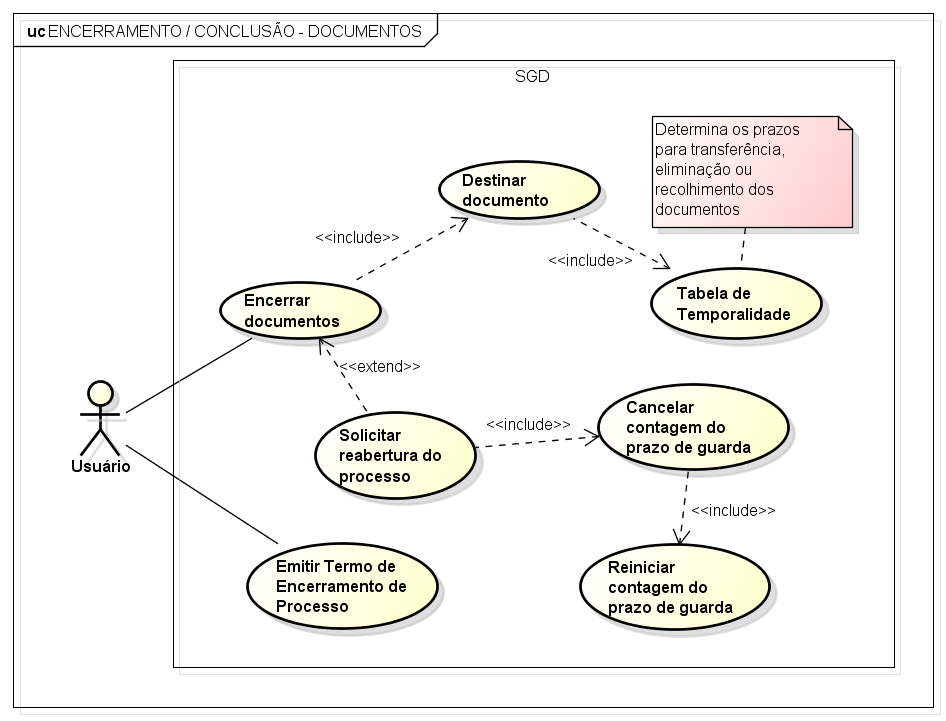 uc ENCERRAMENTO / CONCLUSÃO - DOCUMENTOS
SGD
Determina os prazos
para transferência,
eliminação ou
recolhimento dos
documentos
Destinar
documento
<<include>>
<<include>>
Encerrar
documentos
Tabela de
Temporalidade
<<extend>>
Cancelar
contagem do
prazo de guarda
<<include>>
Solicitar
reabertura do
processo
Usuário
<<include>>
Emitir Termo de
Encerramento de
Processo
Reiniciar
contagem do
prazo de guarda